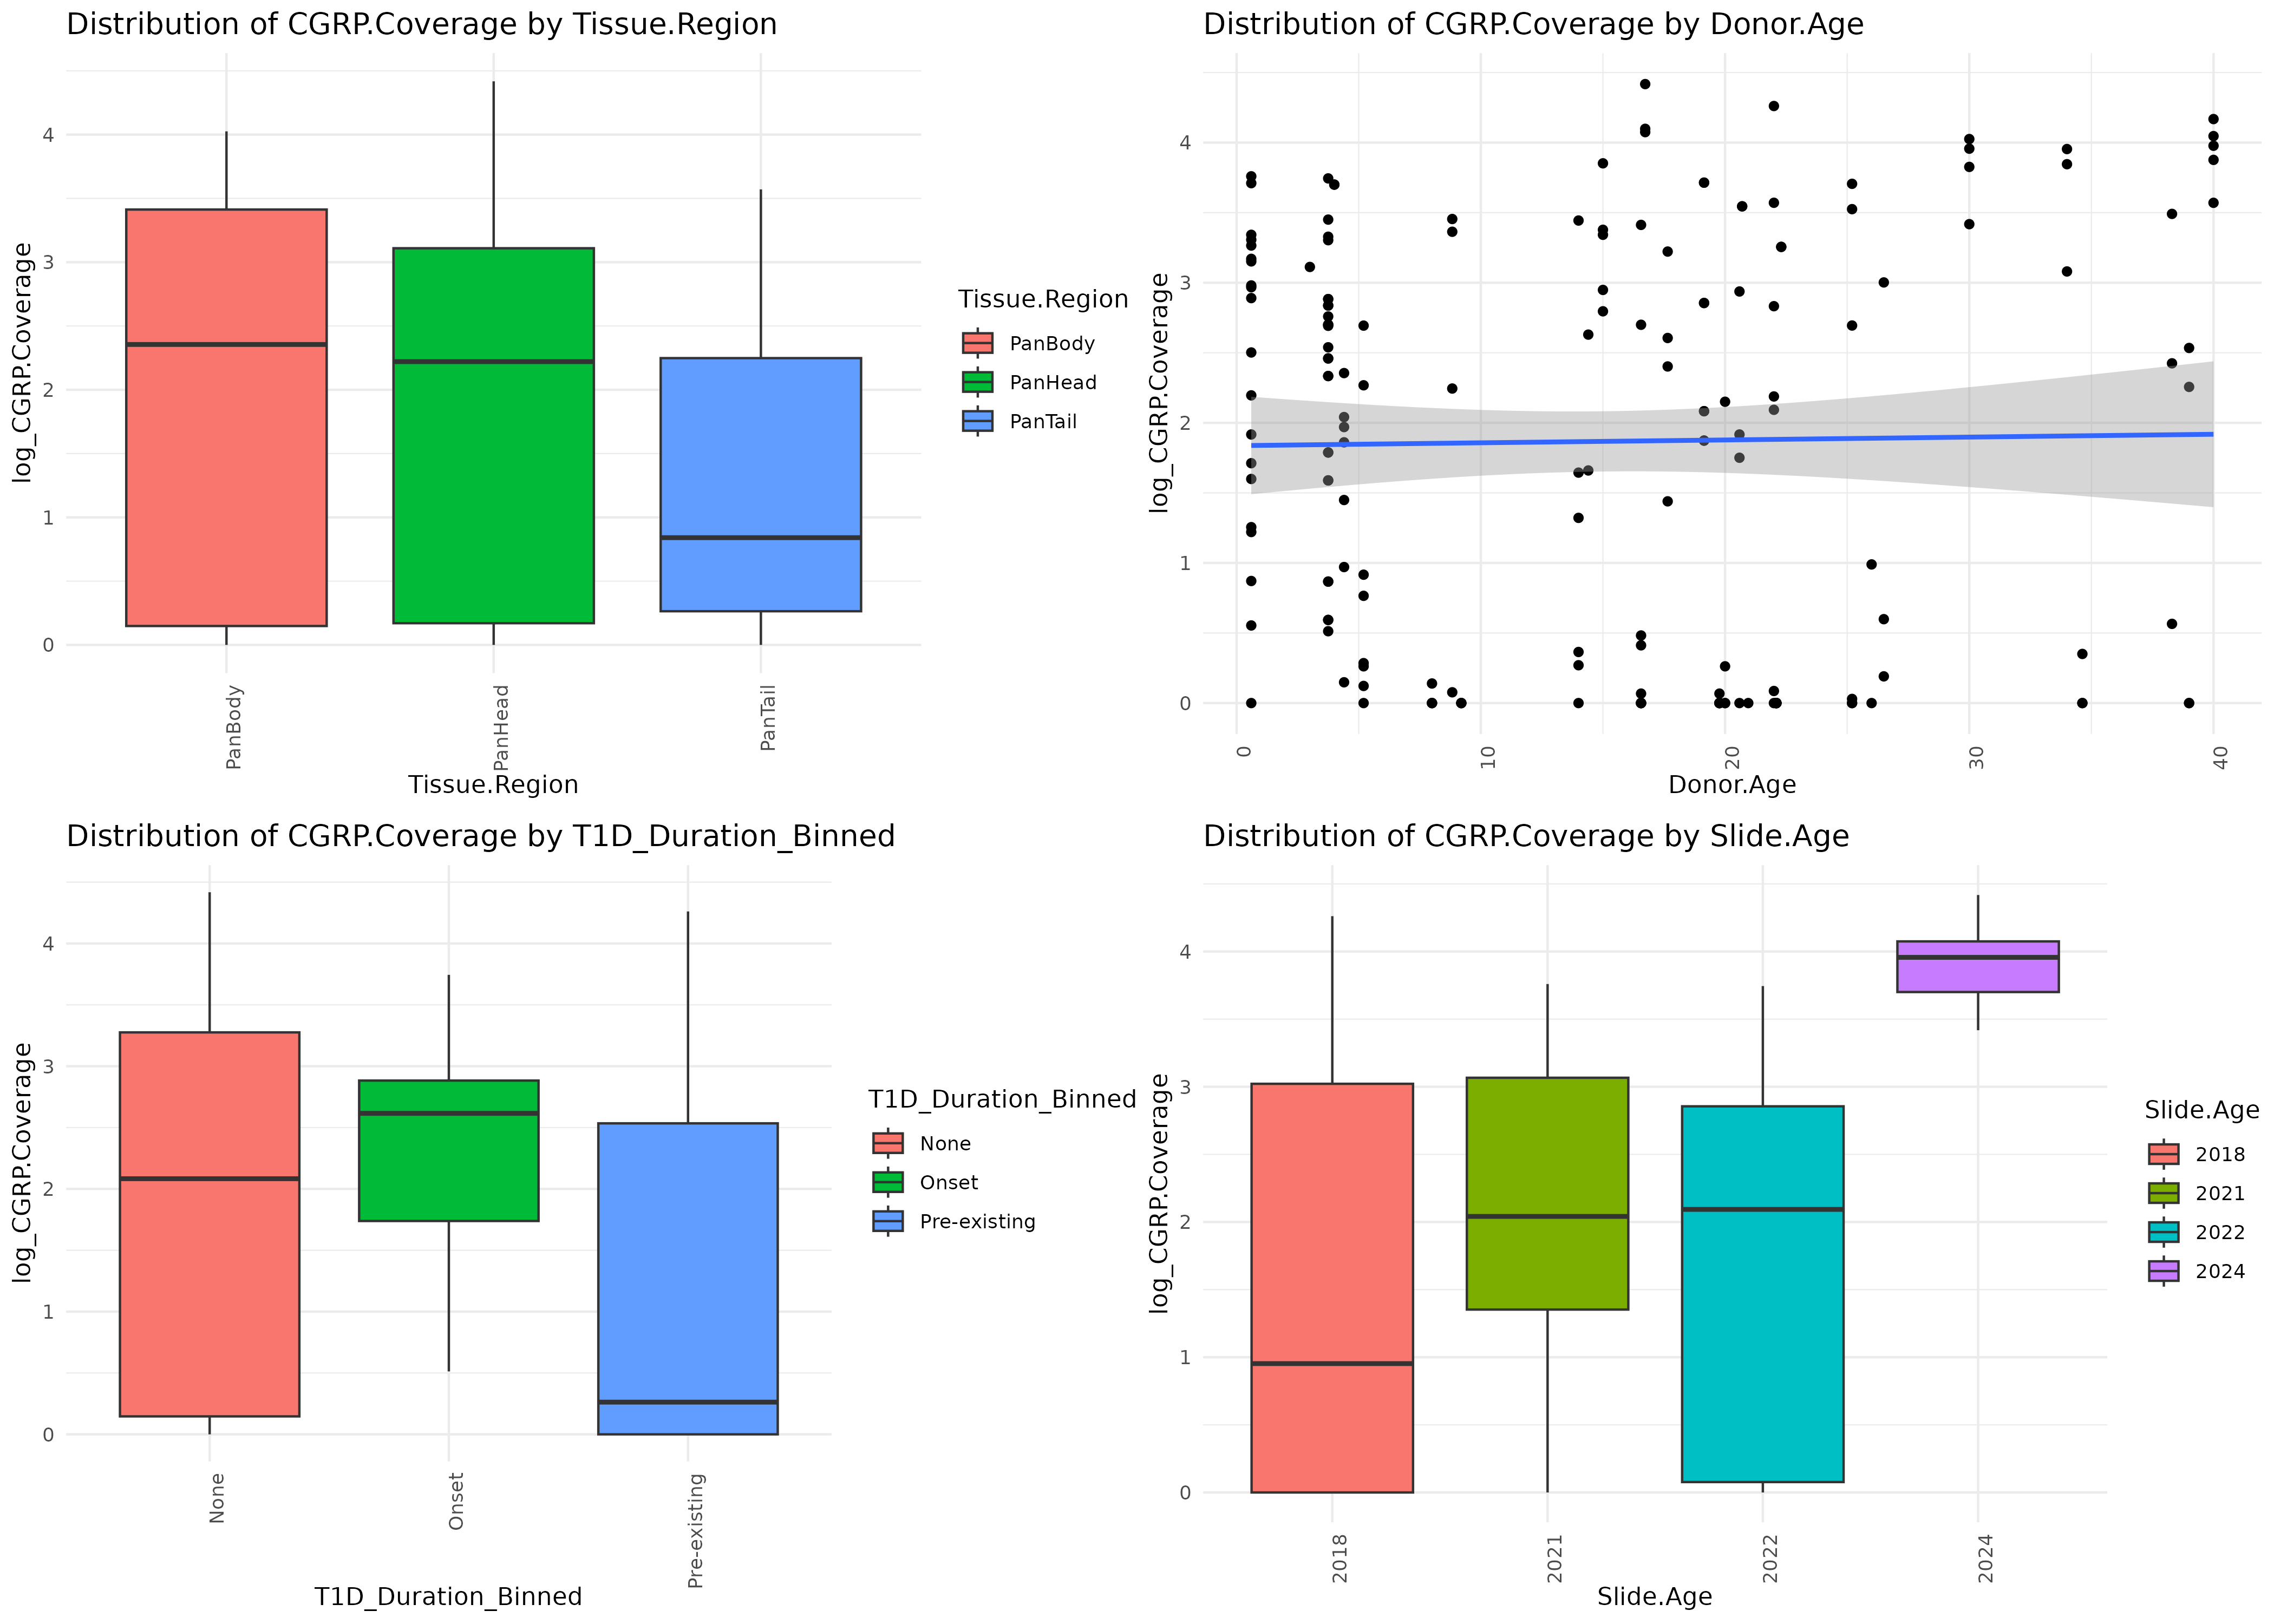 Distribution of CGRP.Coverage by Tissue.Region
log_CGRP.Coverage
4
3
2
1
0
PanBody
PanHead
PanTail
Tissue.Region
Tissue.Region
PanBody
PanHead
PanTail
Distribution of CGRP.Coverage by Donor.Age
log_CGRP.Coverage
4
3
2
1
0
0
10
20
30
40
Donor.Age
Distribution of CGRP.Coverage by T1D_Duration_Binned
log_CGRP.Coverage
4
3
2
1
0
None
Onset
Pre-existing
T1D_Duration_Binned
T1D_Duration_Binned
None
Onset
Pre-existing
Distribution of CGRP.Coverage by Slide.Age
log_CGRP.Coverage
4
3
2
1
0
2018
2021
2022
2024
Slide.Age
Slide.Age
2018
2021
2022
2024